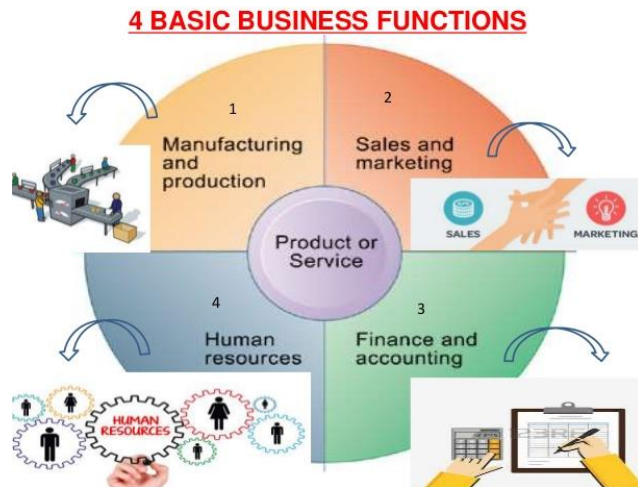 4 BASIC BUSINESS FUNCTIONS
1
Manufacturing
and
production
2
Sales and
marketing
SALES
MARKETING
Product or
Service
4
Human
resources
3
Finance and
accounting
HUMAN
RESOURCES